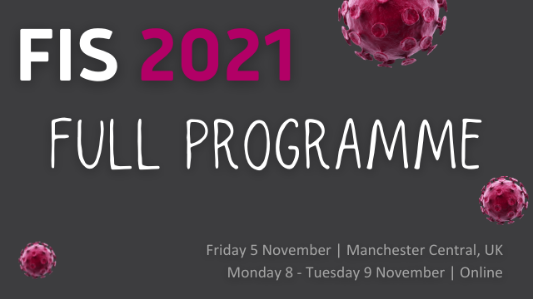 FIS 2021
FULL PROGRAMME
Friday 5 November | Manchester Central, UK
Monday 8 - Tuesday 9 November | Online